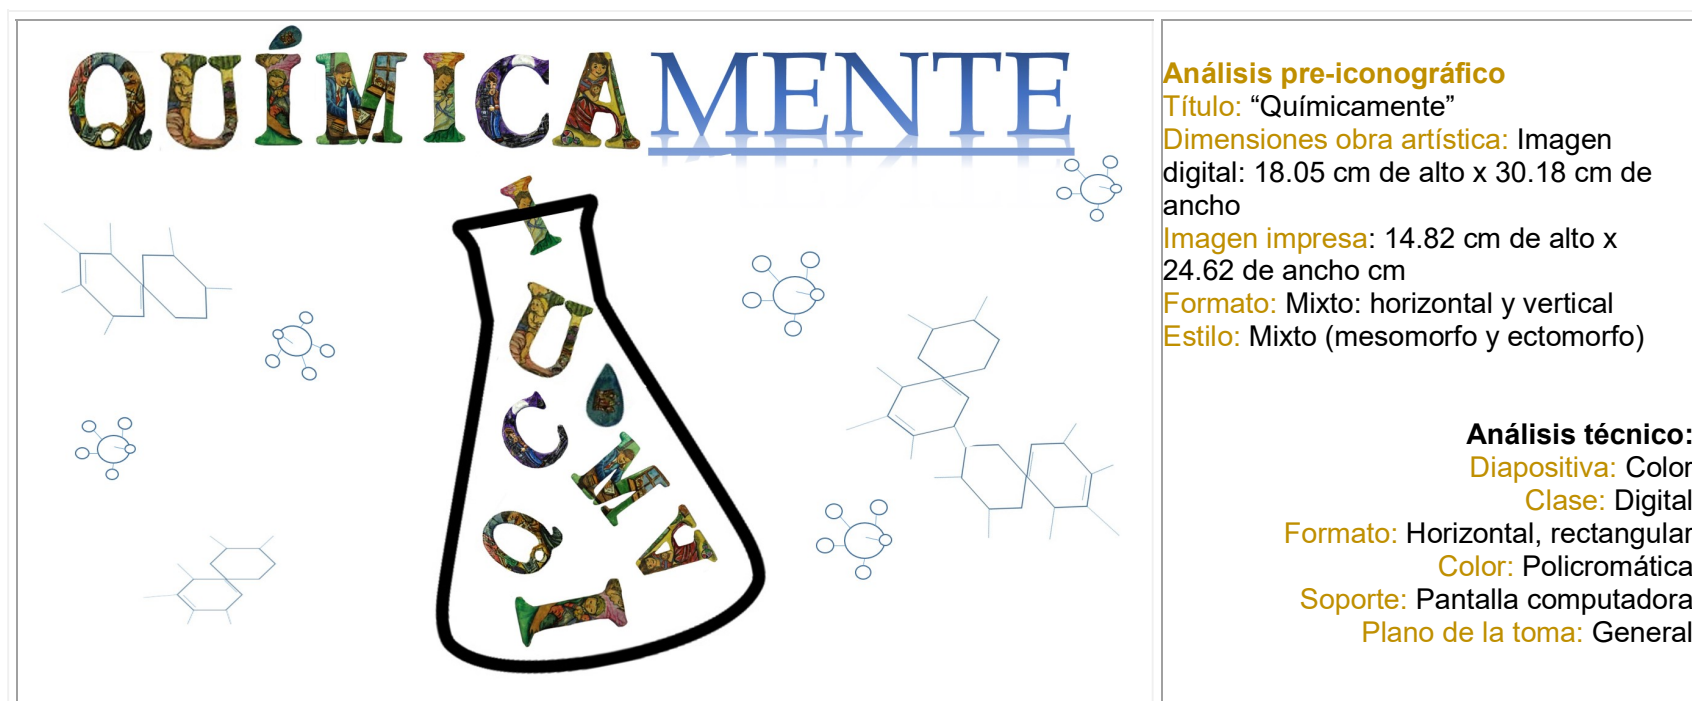 QUÍMICAMENTE
I
U
C
M
Q
A
I
Análisis pre-iconográfico
Título: “Químicamente”
Dimensiones obra artística: Imagen
digital: 18.05 cm de alto x 30.18 cm de
ancho
Imagen impresa: 14.82 cm de alto x
24.62 de ancho cm
Formato: Mixto: horizontal y vertical
Estilo: Mixto (mesomorfo y ectomorfo)
Análisis técnico:
Diapositiva: Color
Clase: Digital
Formato: Horizontal, rectangular
Color: Policromática
Soporte: Pantalla computadora
Plano de la toma: General